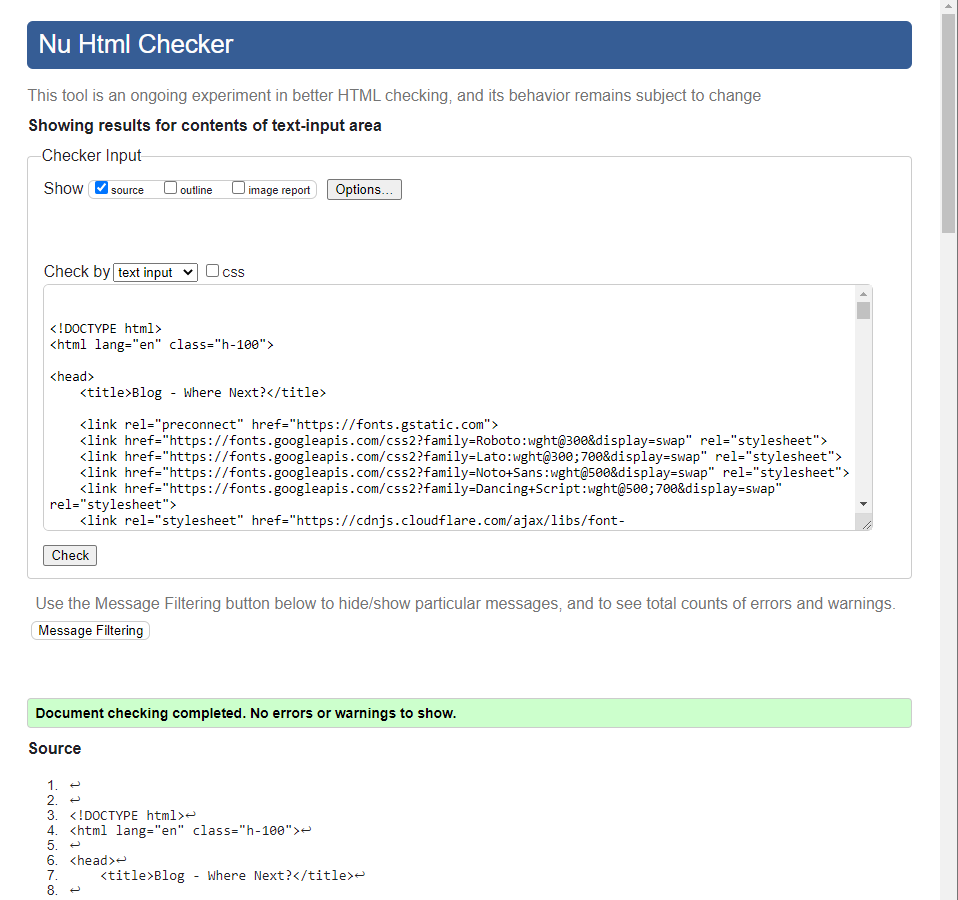 Nu Html Checker
This tool is an ongoing experiment in better HTML checking, and its behavior remains subject to change
Showing results for contents of text-input area
Checker Input
Show source outline image report Options...
Check by text input css
<!DOCTYPE html>
<html lang="en" class="h-100">
<head>
    <title>Blog - Where Next?</title>
    <link rel="preconnect" href="https://fonts.gstatic.com">
    <link href="https://fonts.googleapis.com/css2?family=Roboto:wght@300&display=swap" rel="stylesheet">
    <link href="https://fonts.googleapis.com/css2?family=Lato:wght@300;700&display=swap" rel="stylesheet">
    <link href="https://fonts.googleapis.com/css2?family=Noto+Sans:wght@500&display=swap" rel="stylesheet">
    <link href="https://fonts.googleapis.com/css2?family=Dancing+Script:wght@500;700&display=swap"
rel="stylesheet">
    <link rel="stylesheet" href="https://cdnjs.cloudflare.com/ajax/libs/font-
Check
Use the Message Filtering button below to hide/show particular messages, and to see total counts of errors and warnings.
Message Filtering
Document checking completed. No errors or warnings to show.
Source
1. ↩
2. ↩
3. <!DOCTYPE html>↩
4. <html lang="en" class="h-100">↩
5. ↩
6. <head>↩
7.     <title>Blog - Where Next?</title>↩
8. ↩